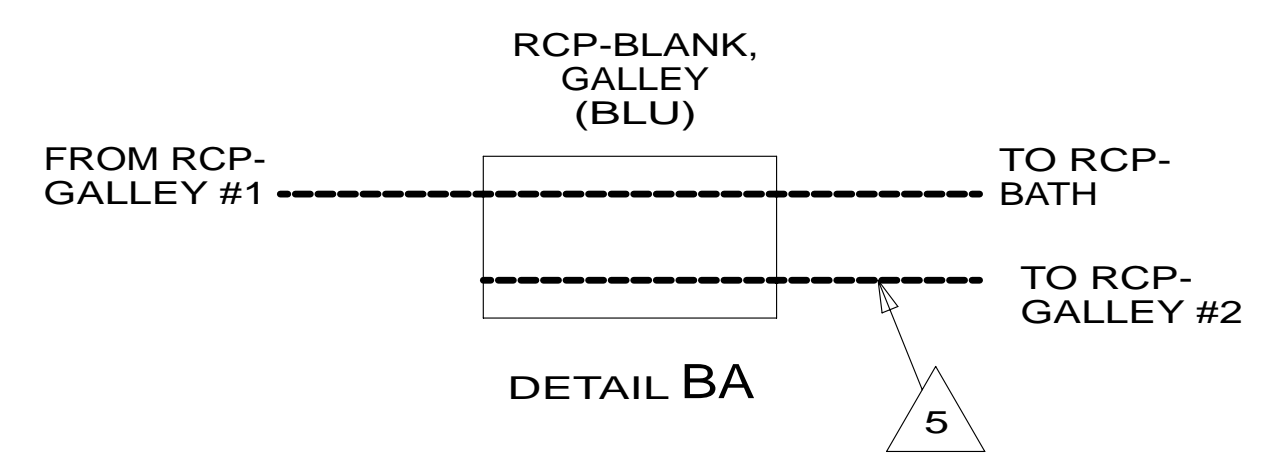 RCP-BLANK,
GALLEY
(BLU)
FROM RCP-
GALLEY #1
TO RCP-
BATH
TO RCP-
GALLEY #2
DETAIL BA
5